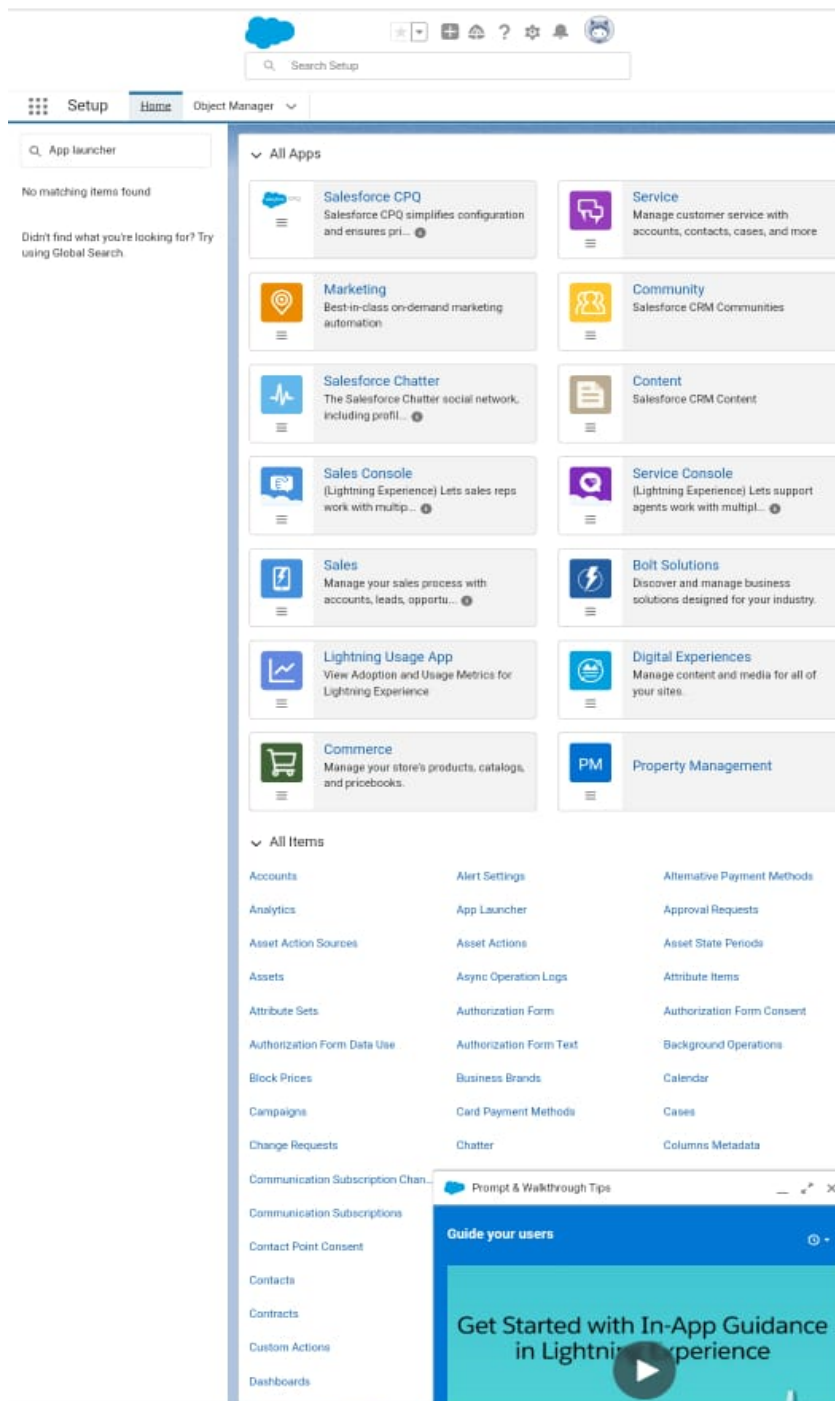 Search Setup
Setup
Home
Object Manager
App launcher
No matching items found
Didn't find what you're looking for? Try
using Global Search.
All Apps
Salesforce CPQ
Salesforce CPQ simplifies configuration
and ensures pri...
Service
Manage customer service with
accounts, contacts, cases, and more
Marketing
Best-in-class on-demand marketing
automation
Community
Salesforce CRM Communities
Salesforce Chatter
The Salesforce Chatter social network,
including profil...
Content
Salesforce CRM Content
Sales Console
(Lightning Experience) Lets sales reps
work with multip...
Service Console
(Lightning Experience) Lets support
agents work with multipl...
Sales
Manage your sales process with
accounts, leads, opportu...
Bolt Solutions
Discover and manage business
solutions designed for your industry.
Lightning Usage App
View Adoption and Usage Metrics for
Lightning Experience
Digital Experiences
Manage content and media for all of
your sites.
Commerce
Manage your store's products, catalogs,
and pricebooks.
PM
Property Management
All Items
Accounts
Alert Settings
Alternative Payment Methods
Analytics
App Launcher
Approval Requests
Asset Action Sources
Asset Actions
Asset State Periods
Assets
Async Operation Logs
Attribute Items
Attribute Sets
Authorization Form
Authorization Form Consent
Authorization Form Data Use
Authorization Form Text
Background Operations
Block Prices
Business Brands
Calendar
Campaigns
Card Payment Methods
Cases
Change Requests
Chatter
Columns Metadata
Communication Subscription Chan...
Communication Subscriptions
Contact Point Consent
Contacts
Contracts
Custom Actions
Dashboards
Prompt & Walkthrough Tips
Guide your users
Get Started with In-App Guidance
in Lightning Experience